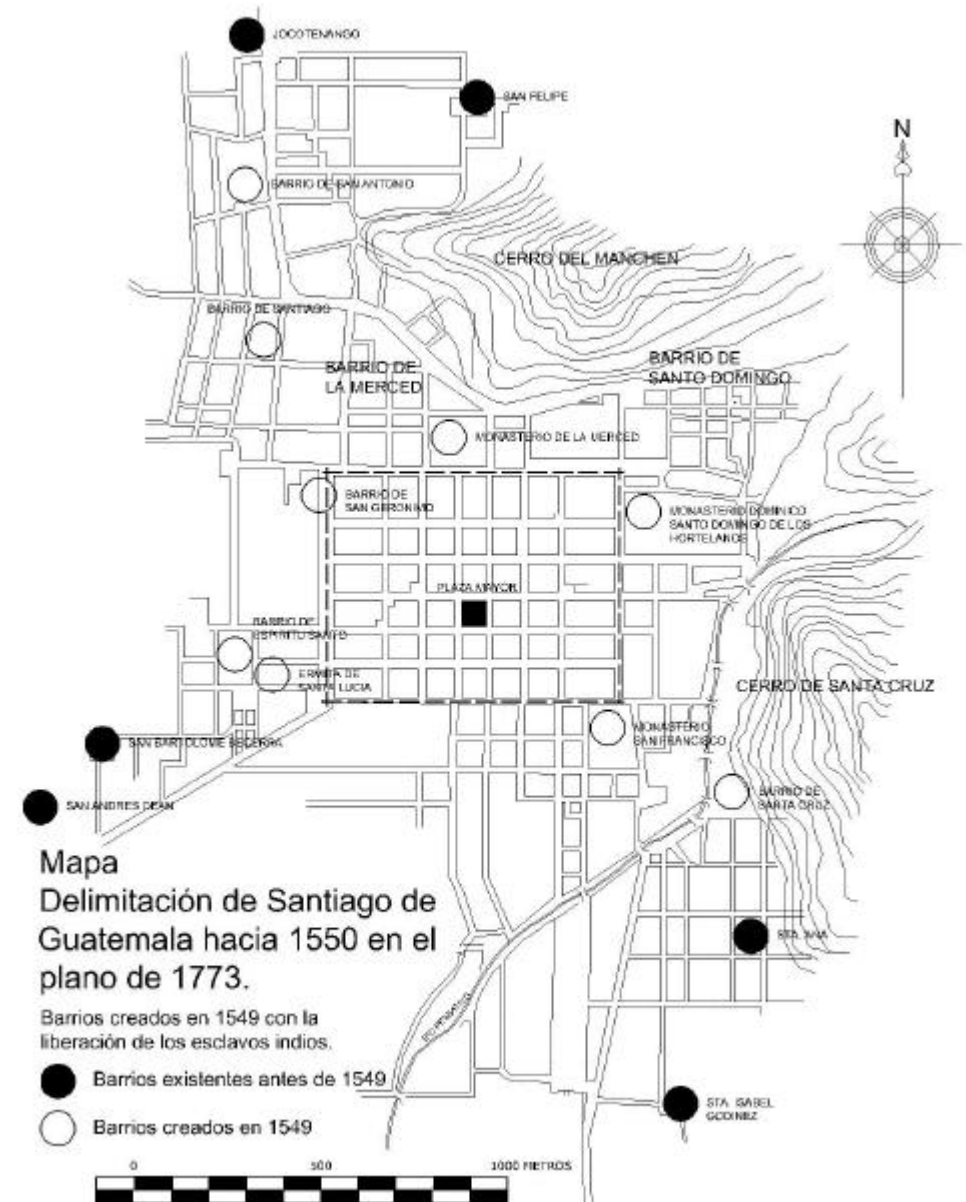 JOCOTENANGO
SAN FELIPE
N
BARRIO DE SAN ANTONIO
CERRO DEL MANCHEN
BARRIO DE SANTIAGO
BARRIO DE
LA MERCED
BARRIO DE
SANTO DOMINGO
MONASTERIO DE LA MERCED
BARRIO DE
SAN GERONIMO
MONASTERIO DOMINICO
SANTO DOMINGO DE LOS
HORTELANOS
PLAZA MAYOR
BARRIO DE
ESPIRITU SANTO
ERMITA DE
SANTA LUCIA
CERRO DE SANTA CRUZ
MONASTERIO
SAN FRANCISCO
SAN BARTOLOME BECERRA
BARRIO DE
SANTA CRUZ
SAN ANDRES DEAN
Mapa
Delimitación de Santiago de
Guatemala hacia 1550 en el
plano de 1773.
STA. ANA
Barrios creados en 1549 con la
liberación de los esclavos indios.
Barrios existentes antes de 1549
Barrios creados en 1549
STA. ISABEL
GODINEZ
0 500 1000 METROS